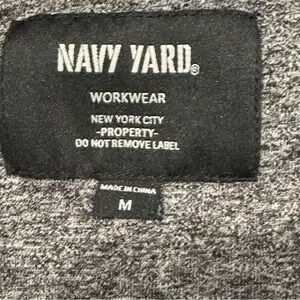 NAVY YARD®
WORKWEAR
NEW YORK CITY
-PROPERTY-
DO NOT REMOVE LABEL
MADE IN CHINA
M